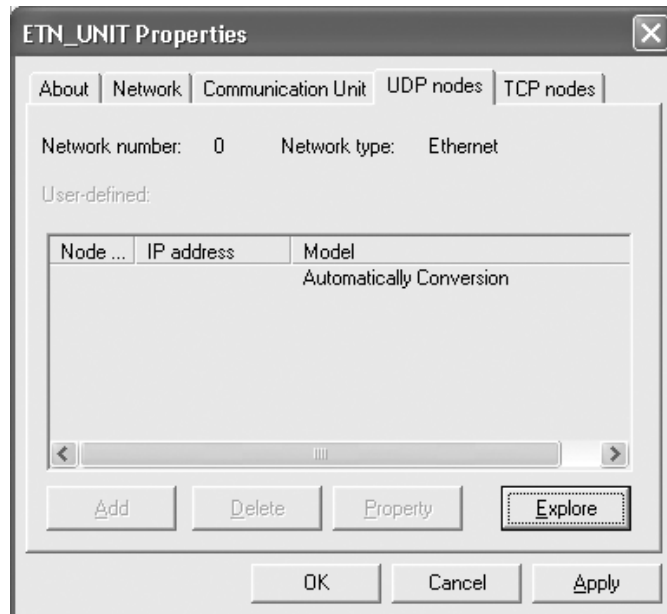 ETN_UNIT Properties
About Network Communication Unit UDP nodes TCP nodes
Network number: 0 Network type: Ethernet
User-defined:
Node ... IP address Model
Automatically Conversion
Add Delete Property Explore
OK Cancel Apply